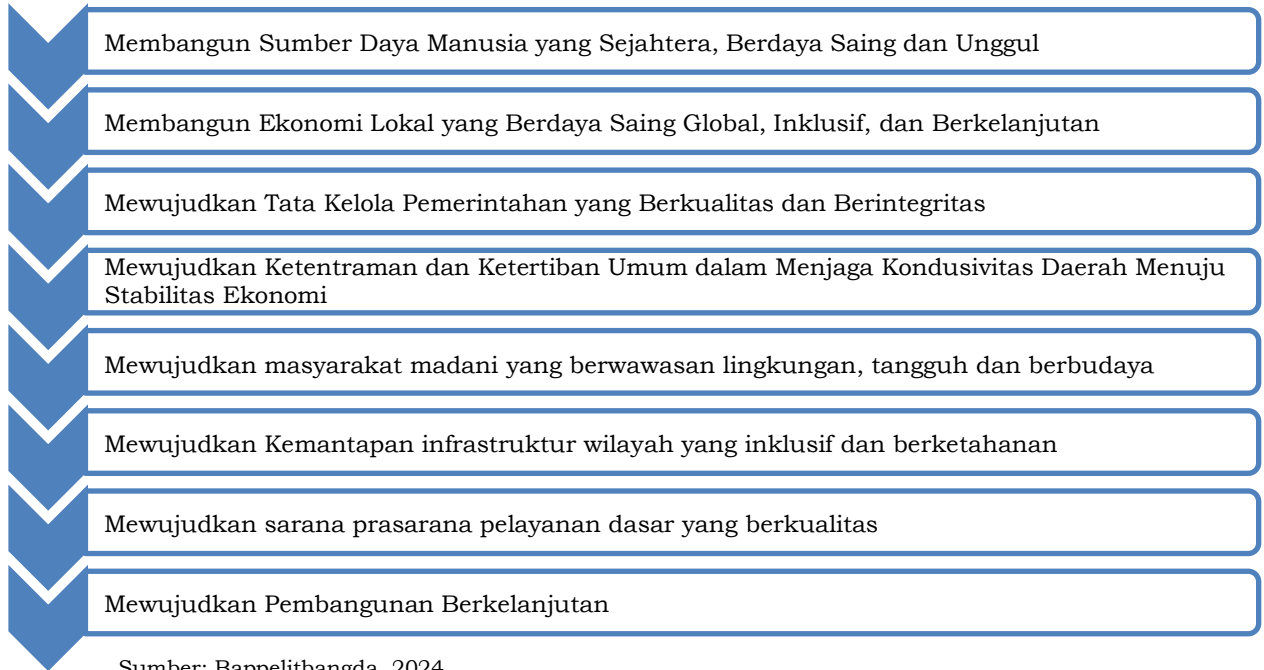 Membangun Sumber Daya Manusia yang Sejahtera, Berdaya Saing dan Unggul
Membangun Ekonomi Lokal yang Berdaya Saing Global, Inklusif, dan Berkelanjutan
Mewujudkan Tata Kelola Pemerintahan yang Berkualitas dan Berintegritas
Mewujudkan Ketentraman dan Ketertiban Umum dalam Menjaga Kondusivitas Daerah Menuju
Stabilitas Ekonomi
Mewujudkan masyarakat madani yang berwawasan lingkungan, tangguh dan berbudaya
Mewujudkan Kemantapan infrastruktur wilayah yang inklusif dan berketahanan
Mewujudkan sarana prasarana pelayanan dasar yang berkualitas
Mewujudkan Pembangunan Berkelanjutan
Sumber: Bappelitbangda, 2024